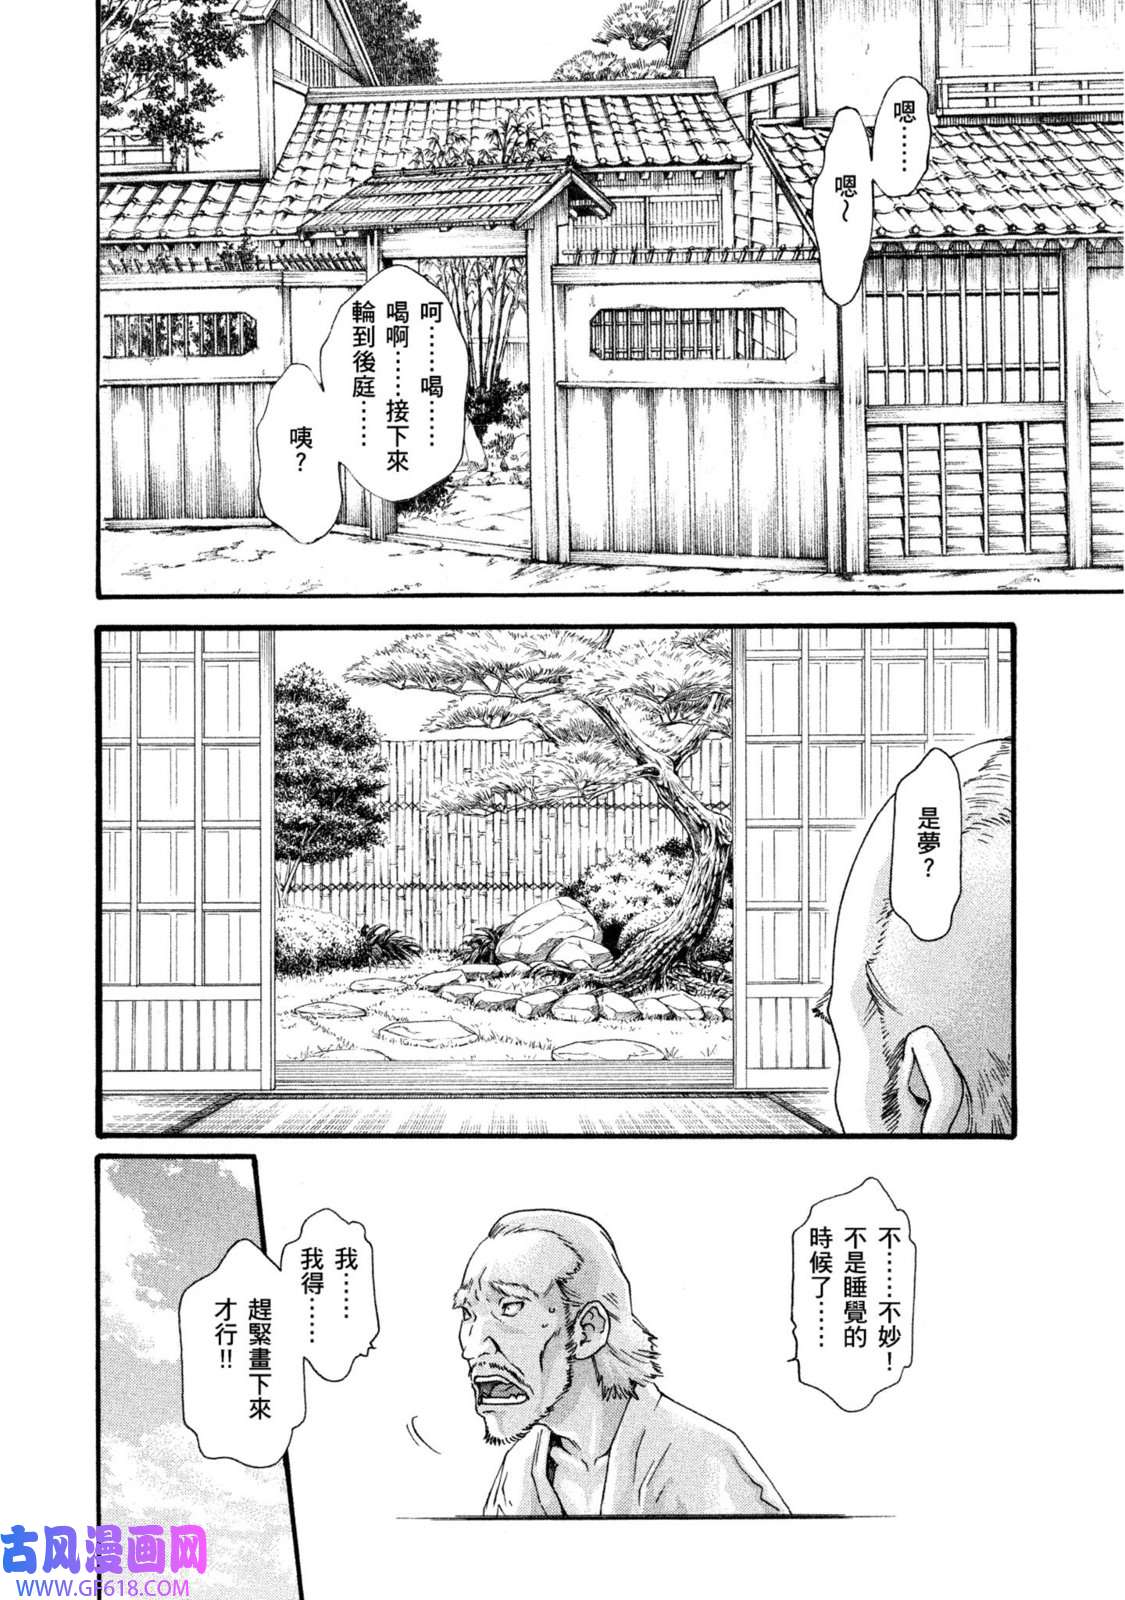 嗯……
嗯～
呵……喝……
喝啊……接下來
輪到後庭……
咦？
是夢？
不……不妙！
不是睡覺的
時候了……
我……
我得……
趕緊畫下來
才行!!
古风漫画网
WWW.GF618.COM